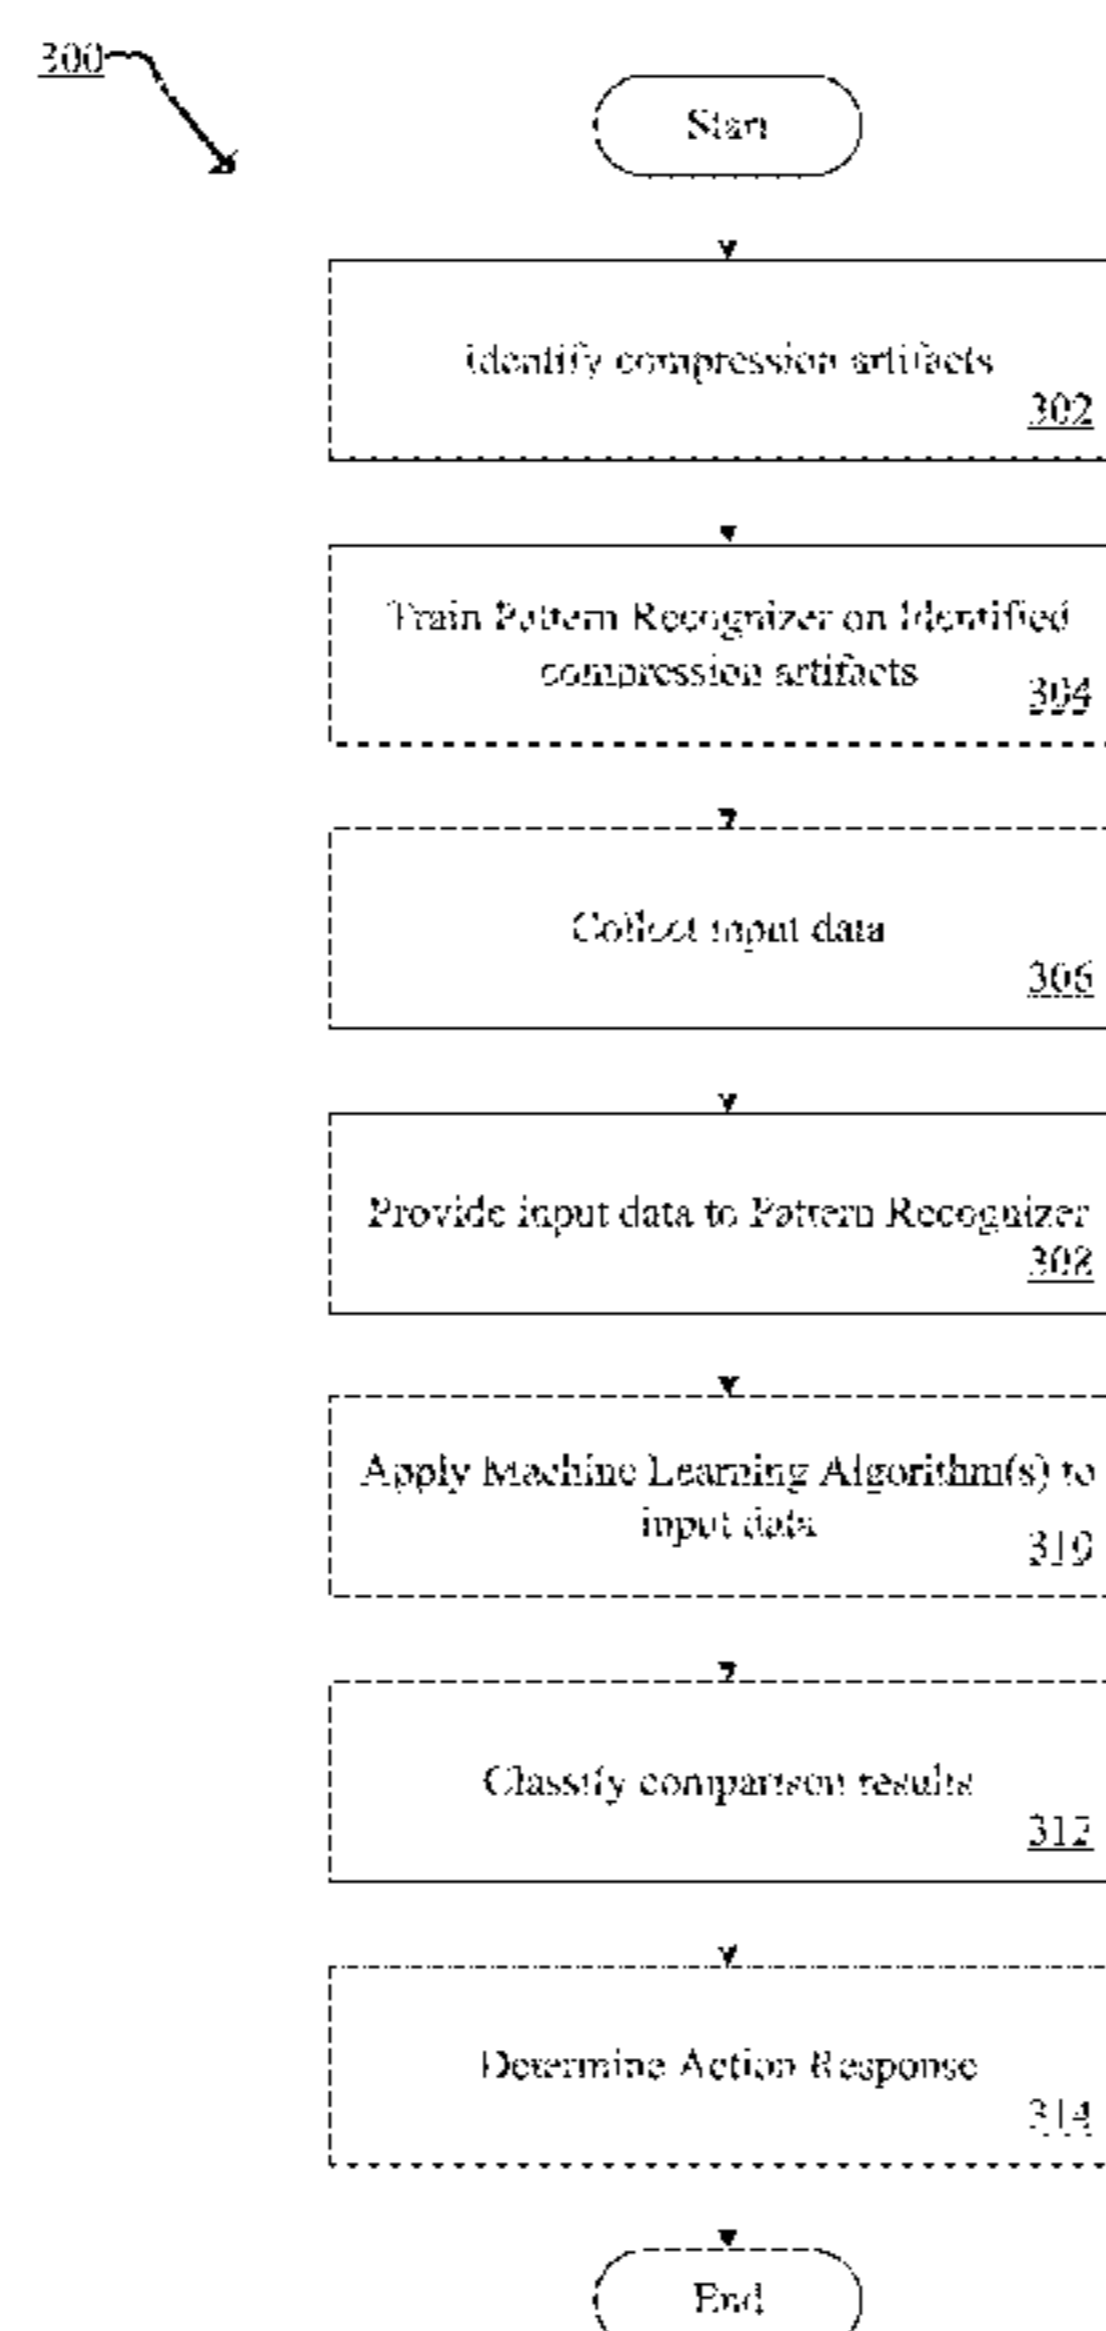 300
Start
Identify compression artifacts
302
Train Pattern Recognizer on Identified
compression artifacts
304
Collect input data
306
Provide input data to Pattern Recognizer
308
Apply Machine Learning Algorithm(s) to
input data
310
Classify comparison results
312
Determine Action Response
314
End